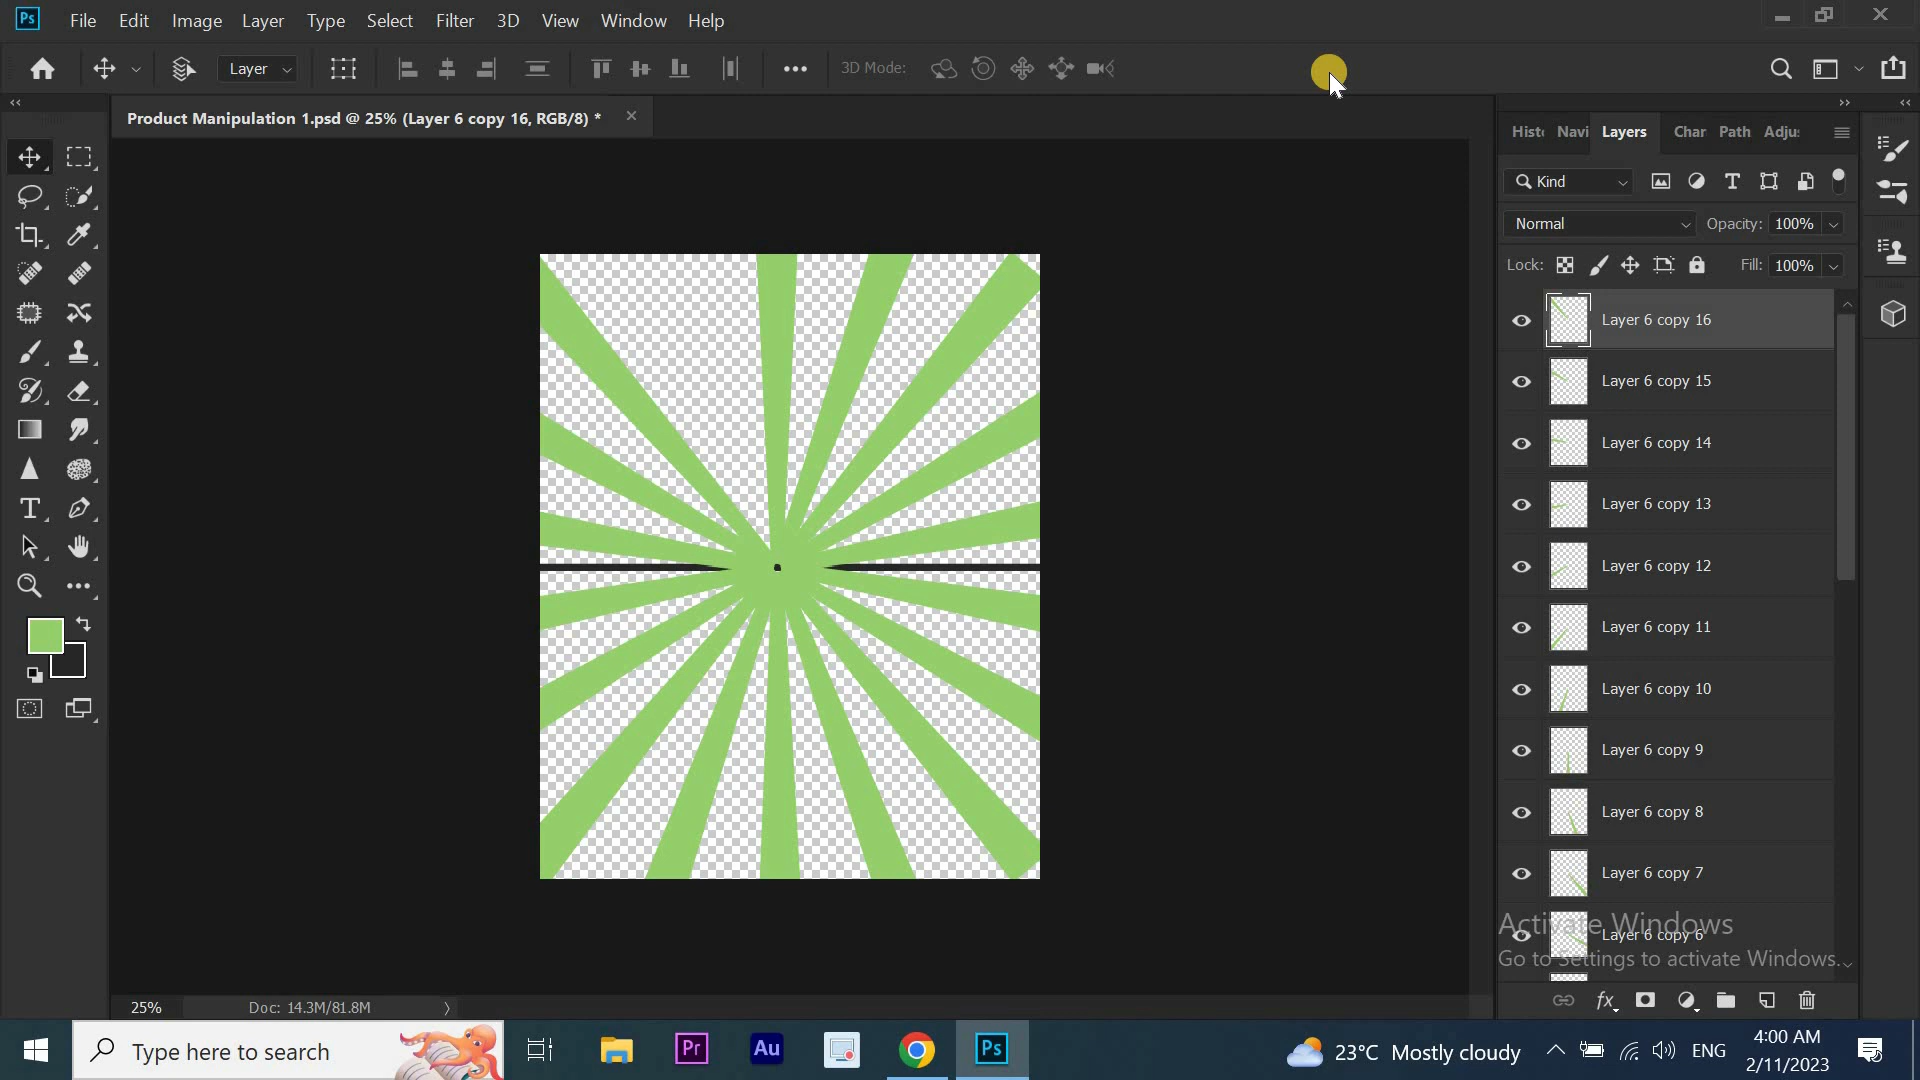 Ps File Edit Image Layer Type Select Filter 3D View Window Help
Layer 3D Mode:
Product Manipulation 1.psd @ 25% (Layer 6 copy 16, RGB/8) *
Histo Navi Layers Char Path Adju
Kind
Normal Opacity: 100%
Lock: Fill: 100%
Layer 6 copy 16
Layer 6 copy 15
Layer 6 copy 14
Layer 6 copy 13
Layer 6 copy 12
Layer 6 copy 11
Layer 6 copy 10
Layer 6 copy 9
Layer 6 copy 8
Layer 6 copy 7
Layer 6 copy 6
Activate Windows
Go to Settings to activate Windows.
25% Doc: 14.3M/81.8M
Type here to search
Pr Au Ps
23°C Mostly cloudy
ENG
4:00 AM
2/11/2023